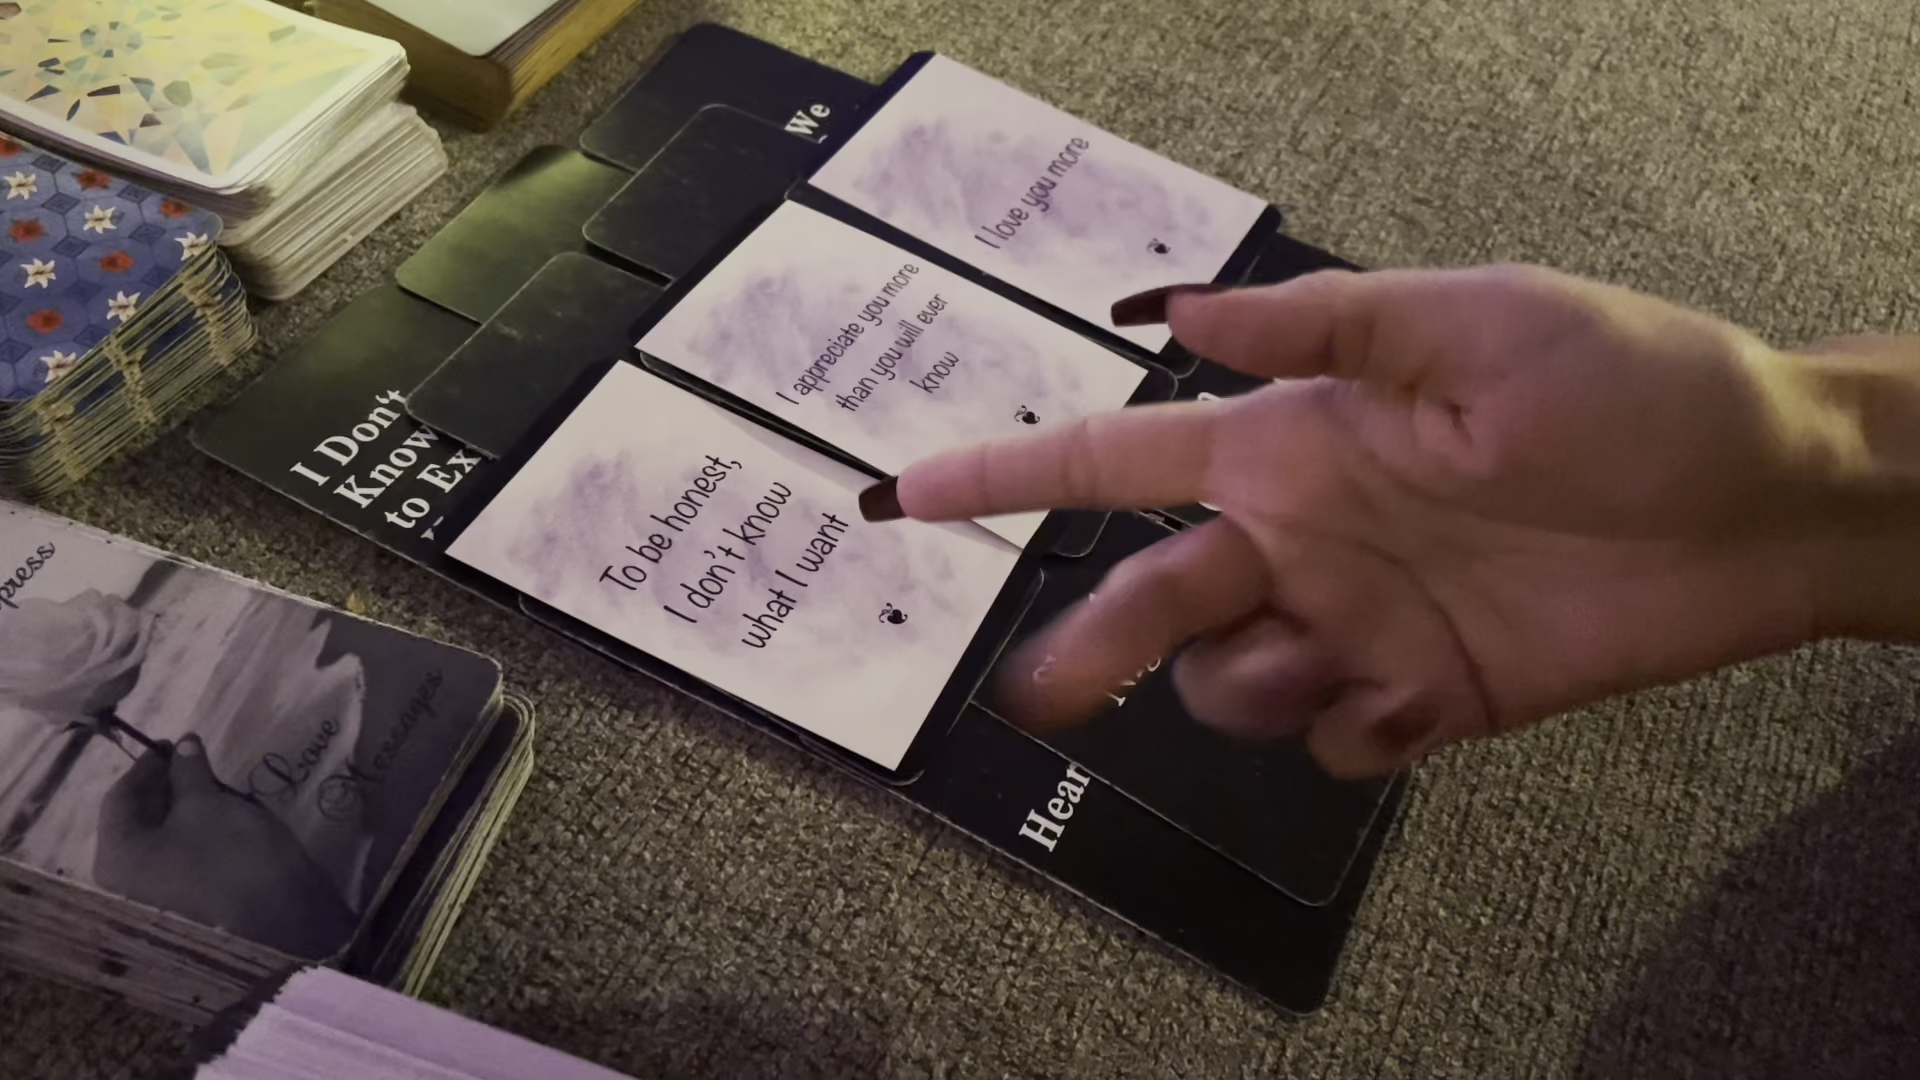 We
I love you more
I appreciate you more
than you will ever
know
To be honest,
I don't know
what I want
I Don't
Know
to Ex
Hear
Love
Messages